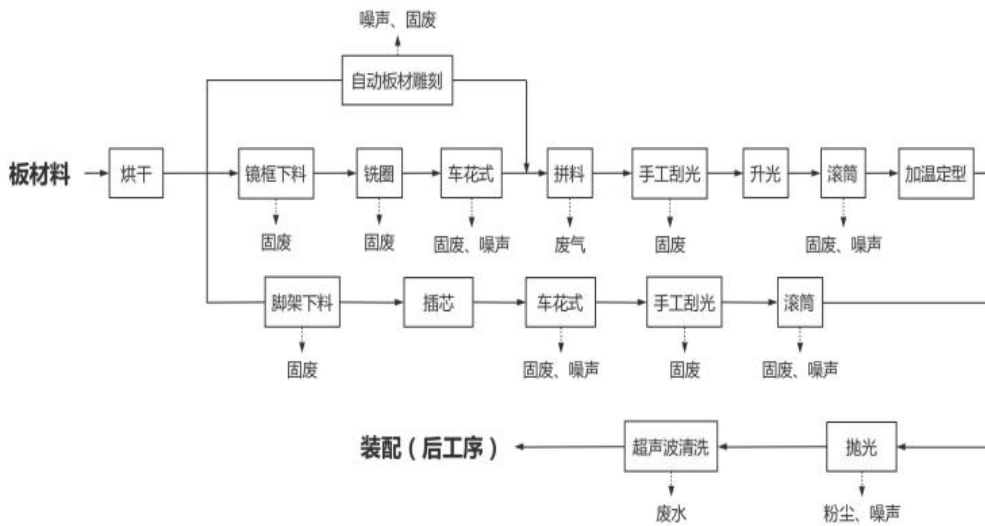 噪声、固废
自动板材雕刻
板材料 烘干 镜框下料 铣圈 车花式 拼料 手工刮光 升光 滚筒 加温定型
固废 固废 固废、噪声 废气 固废 固废、噪声
脚架下料 插芯 车花式 手工刮光 滚筒
固废 固废、噪声 固废 固废、噪声
装配（后工序） 超声波清洗 抛光
废水 粉尘、噪声